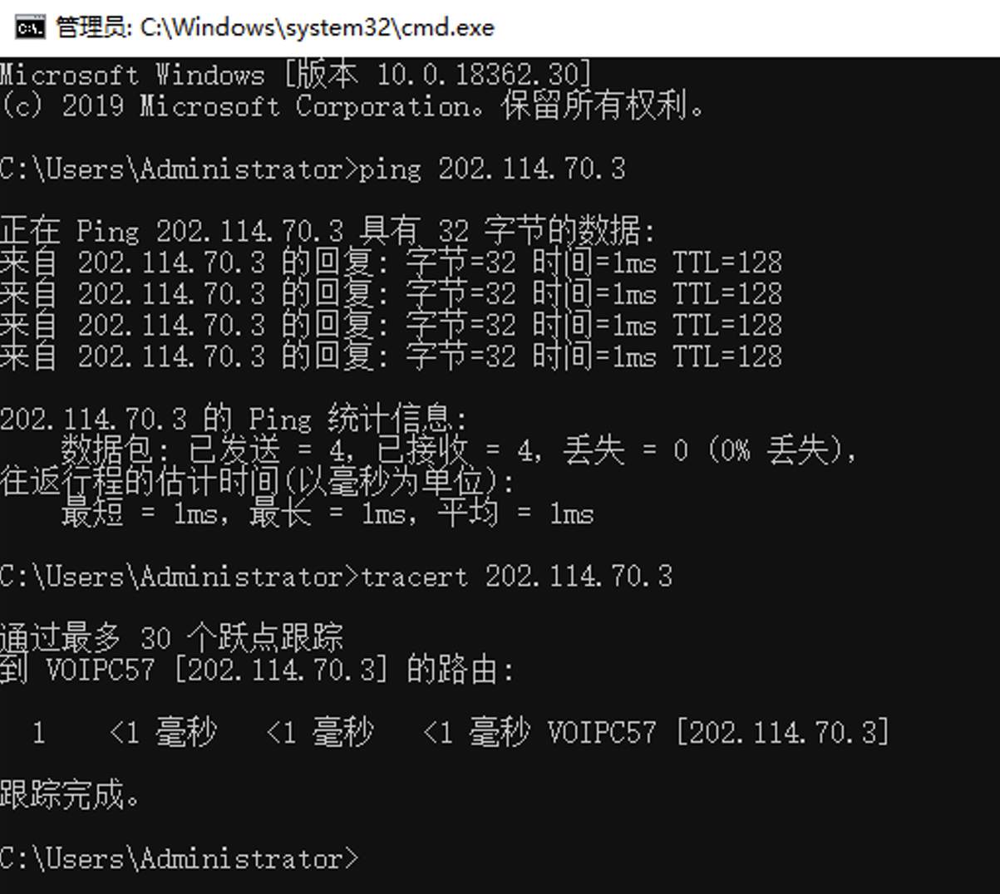 管理员: C:\Windows\system32\cmd.exe
Microsoft Windows [版本 10.0.18362.30]
(c) 2019 Microsoft Corporation。保留所有权利。
C:\Users\Administrator>ping 202.114.70.3
正在 Ping 202.114.70.3 具有 32 字节的数据:
来自 202.114.70.3 的回复: 字节=32 时间=1ms TTL=128
来自 202.114.70.3 的回复: 字节=32 时间=1ms TTL=128
来自 202.114.70.3 的回复: 字节=32 时间=1ms TTL=128
来自 202.114.70.3 的回复: 字节=32 时间=1ms TTL=128
202.114.70.3 的 Ping 统计信息:
数据包: 已发送 = 4，已接收 = 4，丢失 = 0 (0% 丢失)，
往返行程的估计时间(以毫秒为单位):
最短 = 1ms，最长 = 1ms，平均 = 1ms
C:\Users\Administrator>tracert 202.114.70.3
通过最多 30 个跃点跟踪
到 VOIPC57 [202.114.70.3] 的路由:
1 <1 毫秒 <1 毫秒 <1 毫秒 VOIPC57 [202.114.70.3]
跟踪完成。
C:\Users\Administrator>